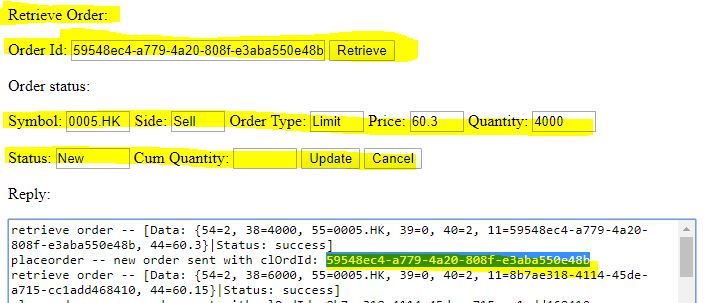 Retrieve Order:
Order Id: 59548ec4-a779-4a20-808f-e3aba550e48b Retrieve
Order status:
Symbol: 0005.HK Side: Sell Order Type: Limit Price: 60.3 Quantity: 4000
Status: New Cum Quantity: Update Cancel
Reply:
retrieve order -- [Data: {54=2, 38=4000, 55=0005.HK, 39=0, 40=2, 11=59548ec4-a779-4a20-
808f-e3aba550e48b, 44=60.3}|Status: success]
placeorder -- new order sent with clOrdId: 59548ec4-a779-4a20-808f-e3aba550e48b
retrieve order -- [Data: {54=2, 38=6000, 55=0005.HK, 39=0, 40=2, 11=8b7ae318-4114-45de-
a715-cc1add468410, 44=60.15}|Status: success]